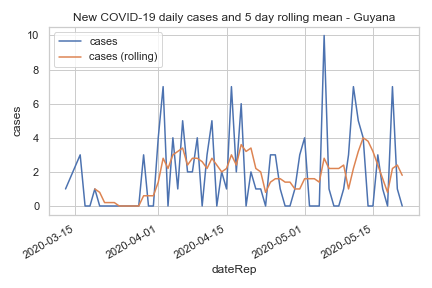 New COVID-19 daily cases and 5 day rolling mean - Guyana
cases
cases (rolling)
10
8
6
4
2
0
cases
2020-03-15
2020-04-01
2020-04-15
2020-05-01
2020-05-15
dateRep